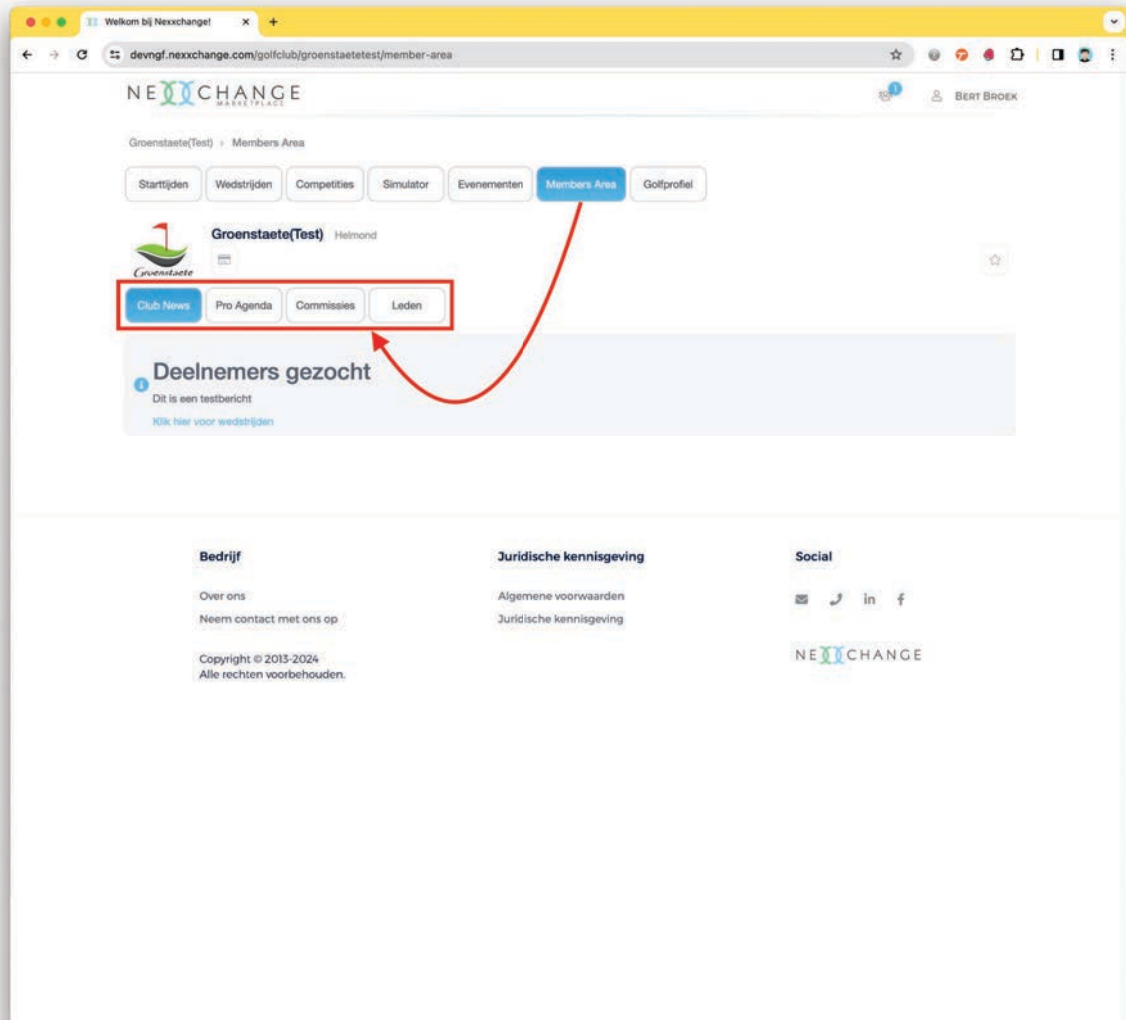 Welkom bij Nexxchange!
devngf.nexxchange.com/golfclub/groenstaetetest/member-area
NEXXCHANGE
MARKETPLACE
1
BERT BROEK
Groenstaete(Test) › Members Area
Starttijden Wedstrijden Competities Simulator Evenementen Members Area Golfprofiel
Groenstaete(Test) Helmond
Groenstaete
Club News Pro Agenda Commissies Leden
Deelnemers gezocht
Dit is een testbericht
Klik hier voor wedstrijden
Bedrijf Juridische kennisgeving Social
Over ons Algemene voorwaarden
Neem contact met ons op Juridische kennisgeving
Copyright © 2013-2024
Alle rechten voorbehouden.
NEXXCHANGE